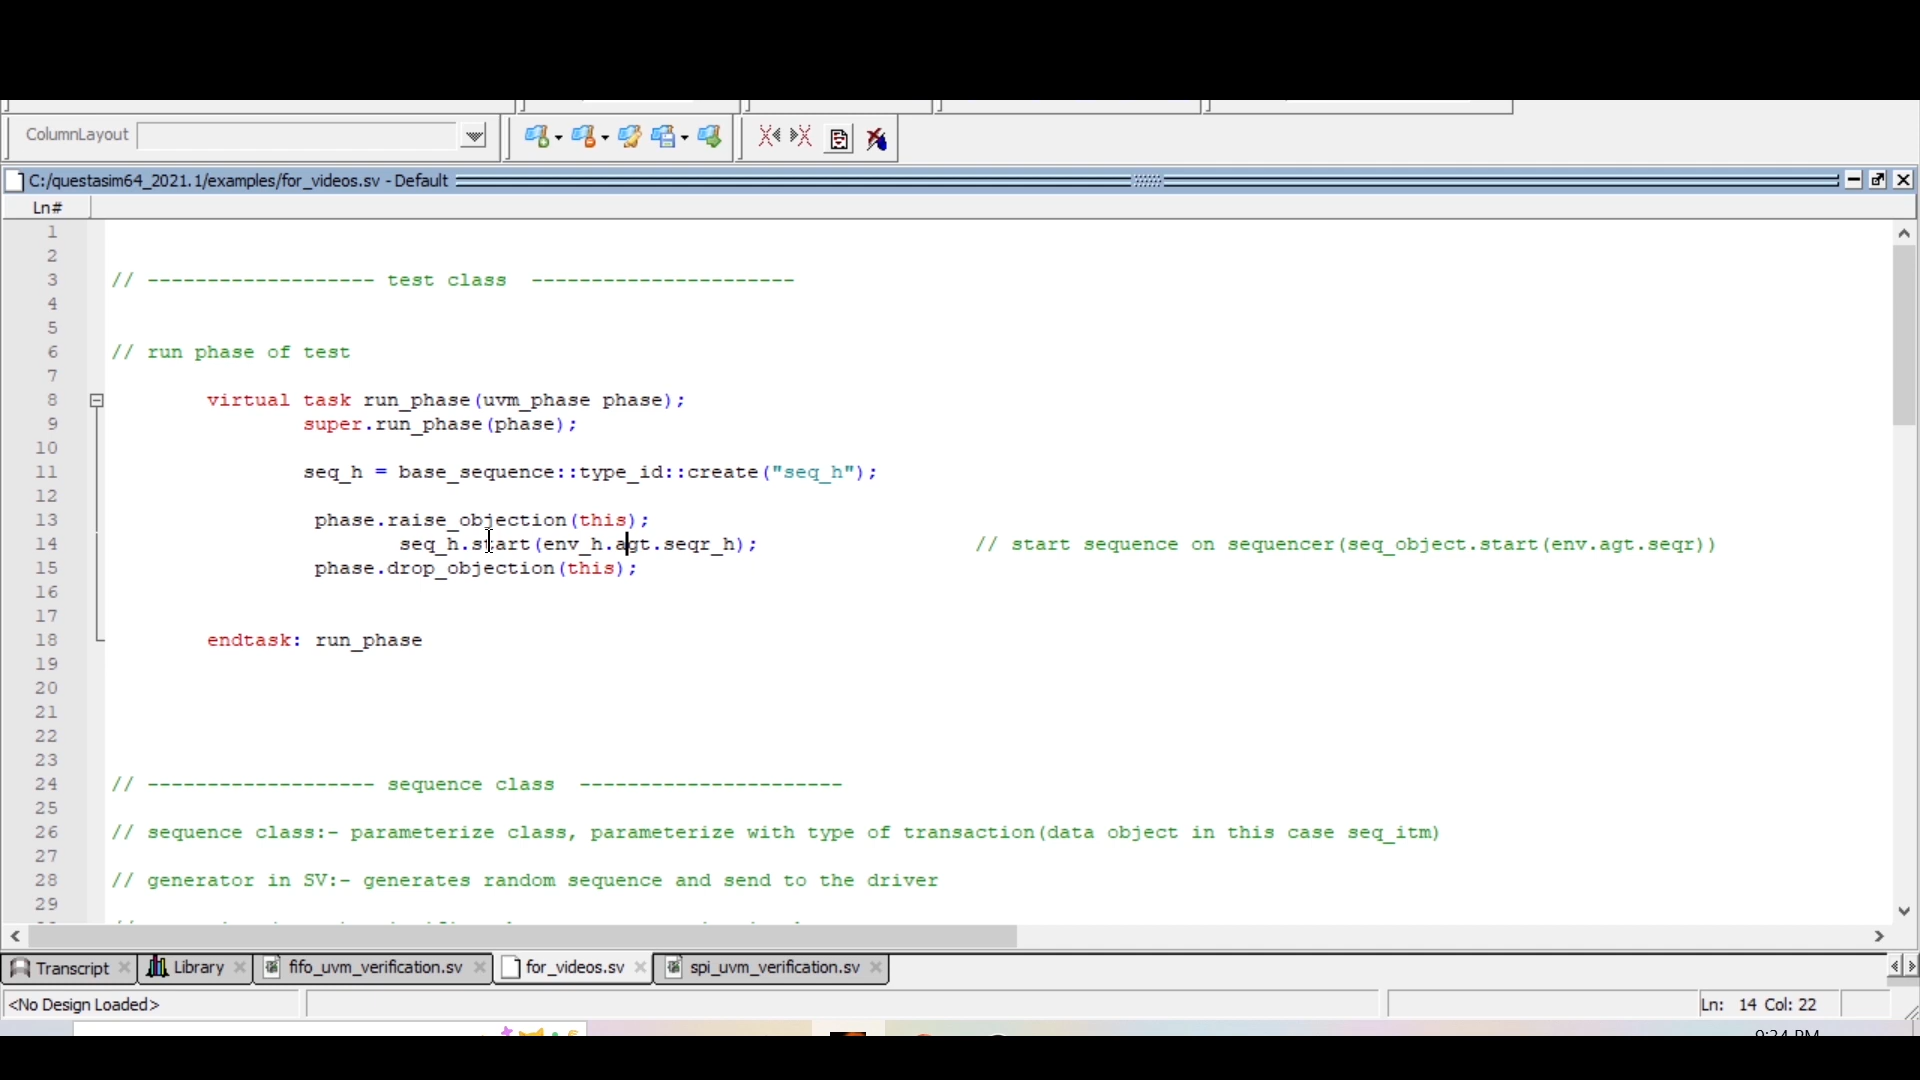 ColumnLayout
C:/questasim64_2021.1/examples/for_videos.sv - Default
Ln#
1
2
3 // ------------------- test class ----------------------
4
5
6 // run phase of test
7
8 virtual task run_phase(uvm_phase phase);
9 super.run_phase(phase);
10
11 seq_h = base_sequence::type_id::create("seq_h");
12
13 phase.raise_objection(this);
14 seq_h.start(env_h.agt.seqr_h); // start sequence on sequencer(seq_object.start(env.agt.seqr))
15 phase.drop_objection(this);
16
17
18 endtask: run_phase
19
20
21
22
23
24 // ------------------- sequence class ----------------------
25
26 // sequence class:- parameterize class, parameterize with type of transaction(data object in this case seq_itm)
27
28 // generator in SV:- generates random sequence and send to the driver
29
Transcript Library fifo_uvm_verification.sv for_videos.sv spi_uvm_verification.sv
<No Design Loaded> Ln: 14 Col: 22